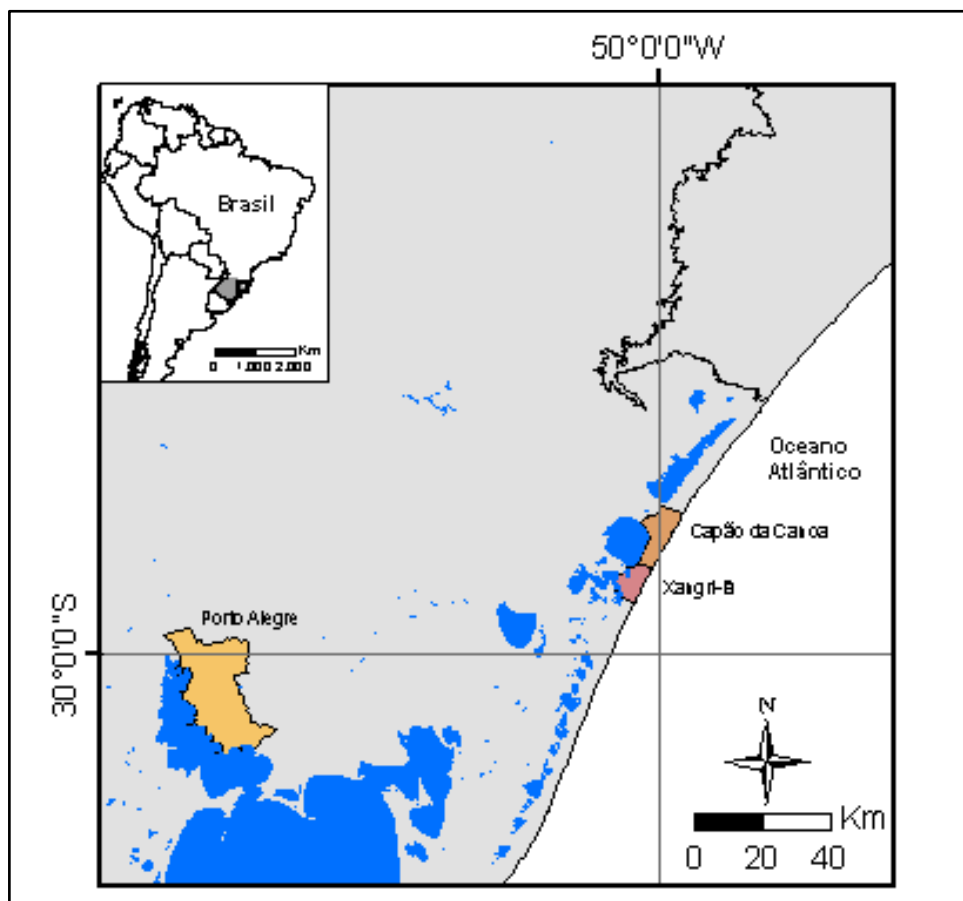 50°0'0"W
Brasil
Km
0 1.000 2.000
Oceano
Atlântico
Capão da Canoa
Xangri-lá
Porto Alegre
30°0'0"S
N
Km
0 20 40